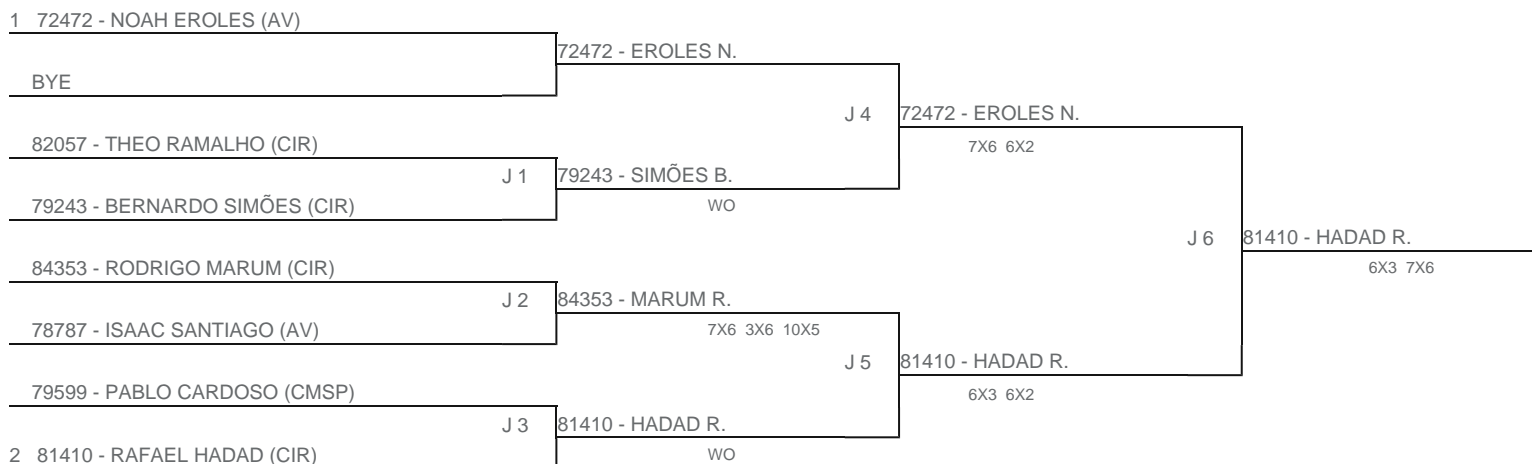 1 72472 - NOAH EROLES (AV)
72472 - EROLES N.
BYE
J 4
72472 - EROLES N.
82057 - THEO RAMALHO (CIR)
7X6 6X2
J 1
79243 - SIMÕES B.
79243 - BERNARDO SIMÕES (CIR)
WO
J 6
81410 - HADAD R.
84353 - RODRIGO MARUM (CIR)
6X3 7X6
J 2
84353 - MARUM R.
78787 - ISAAC SANTIAGO (AV)
7X6 3X6 10X5
J 5
81410 - HADAD R.
79599 - PABLO CARDOSO (CMSP)
6X3 6X2
J 3
81410 - HADAD R.
2 81410 - RAFAEL HADAD (CIR)
WO